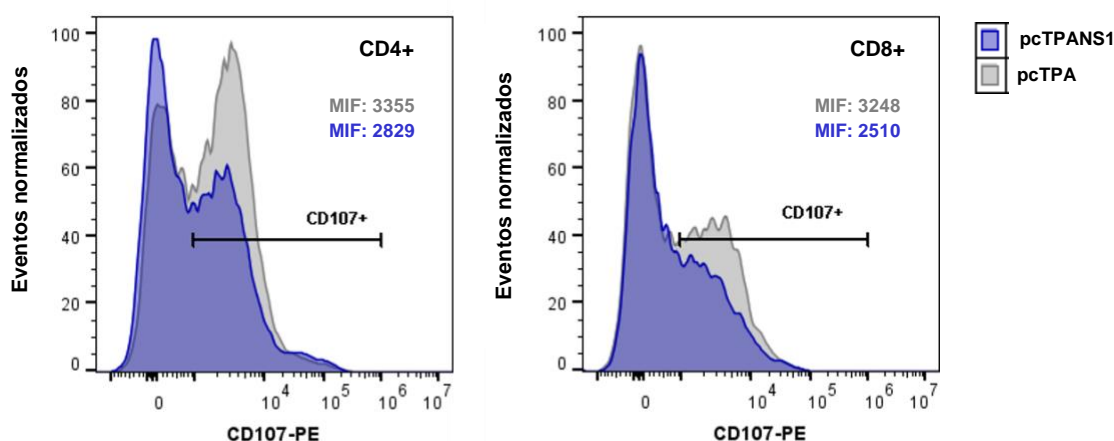 CD4+
MIF: 3355
MIF: 2829
CD107+
Eventos normalizados
100
80
60
40
20
0
0
10^4
10^5
10^6
10^7
CD107-PE
CD8+
MIF: 3248
MIF: 2510
CD107+
Eventos normalizados
100
80
60
40
20
0
0
10^4
10^5
10^6
10^7
CD107-PE
pcTPANS1
pcTPA